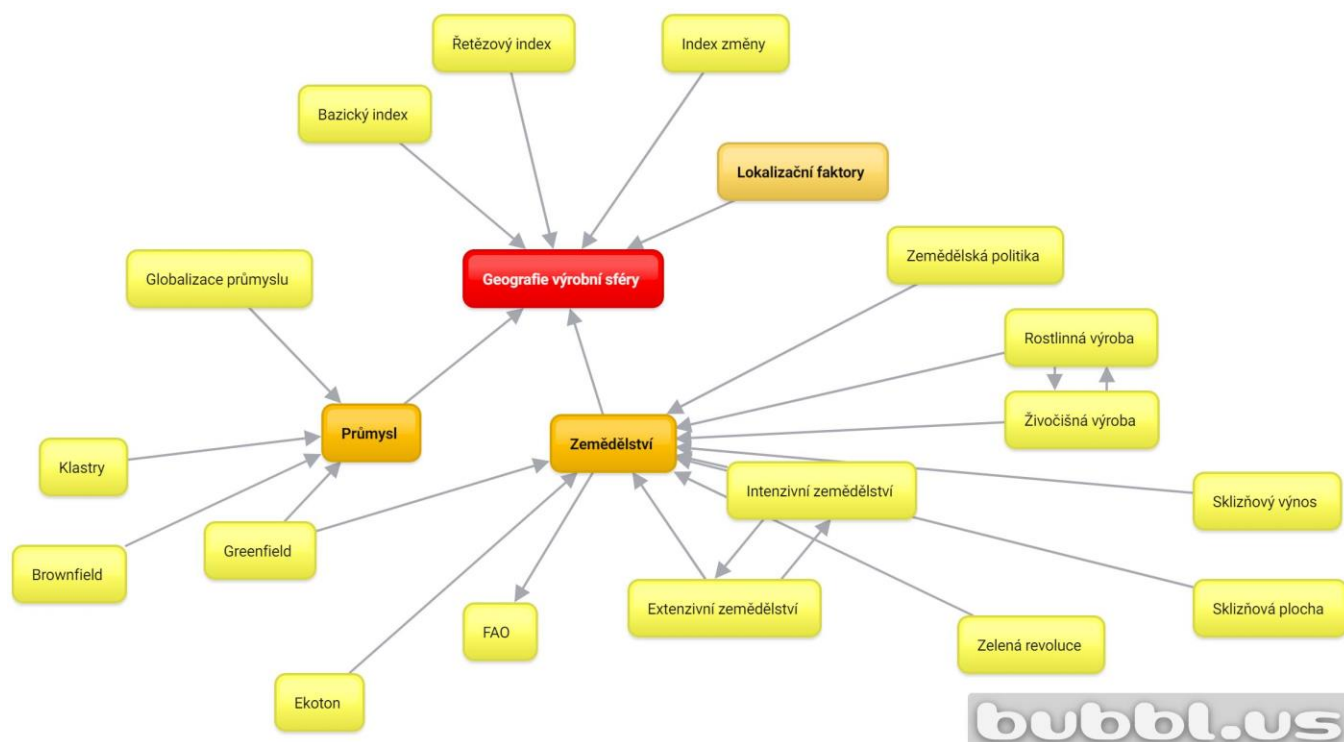 Řetězový index
Index změny
Bazický index
Lokalizační faktory
Zemědělská politika
Globalizace průmyslu
Geografie výrobní sféry
Rostlinná výroba
Živočišná výroba
Průmysl
Zemědělství
Klastry
Intenzivní zemědělství
Sklizňový výnos
Greenfield
Brownfield
Extenzivní zemědělství
Sklizňová plocha
FAO
Zelená revoluce
Ekoton
bubbl.us